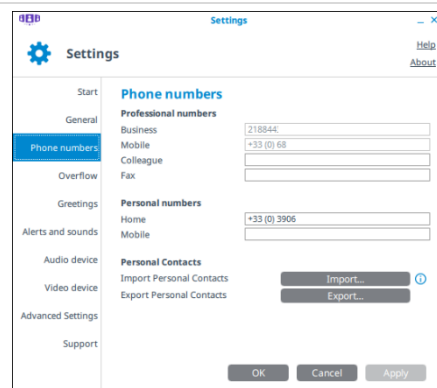 Settings
Settings
Help
About
Start
General
Phone numbers
Overflow
Greetings
Alerts and sounds
Audio device
Video device
Advanced Settings
Support
Phone numbers
Professional numbers
Business 218844
Mobile +33 (0) 68
Colleague
Fax
Personal numbers
Home +33 (0) 3906
Mobile
Personal Contacts
Import Personal Contacts Import...
Export Personal Contacts Export...
OK Cancel Apply